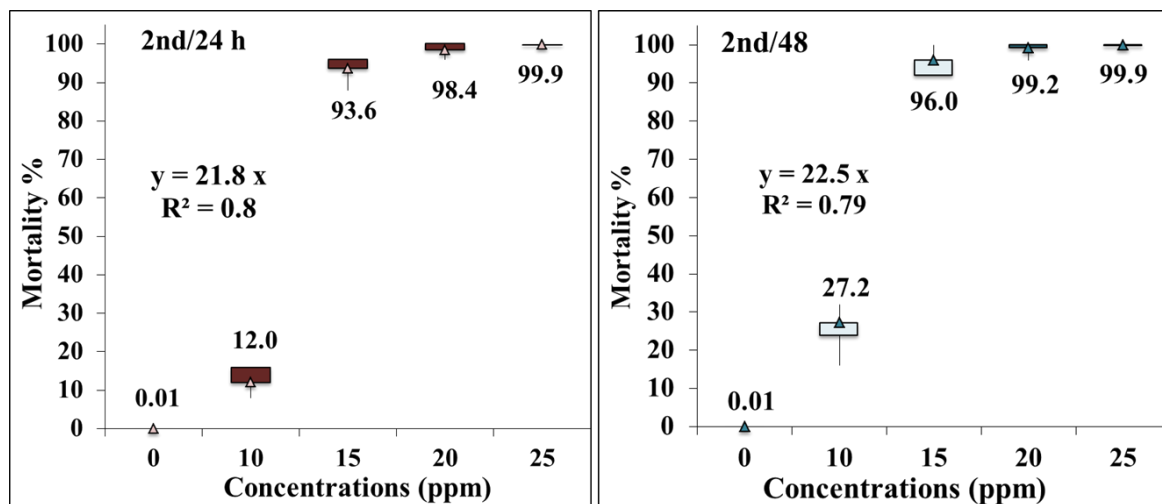 2nd/24 h
Mortality %
100
90
80
70
60
50
40
30
20
10
0
0.01
12.0
93.6
98.4
99.9
y = 21.8 x
R² = 0.8
0 10 15 20 25
Concentrations (ppm)
2nd/48
Mortality %
100
90
80
70
60
50
40
30
20
10
0
0.01
27.2
96.0
99.2
99.9
y = 22.5 x
R² = 0.79
0 10 15 20 25
Concentrations (ppm)